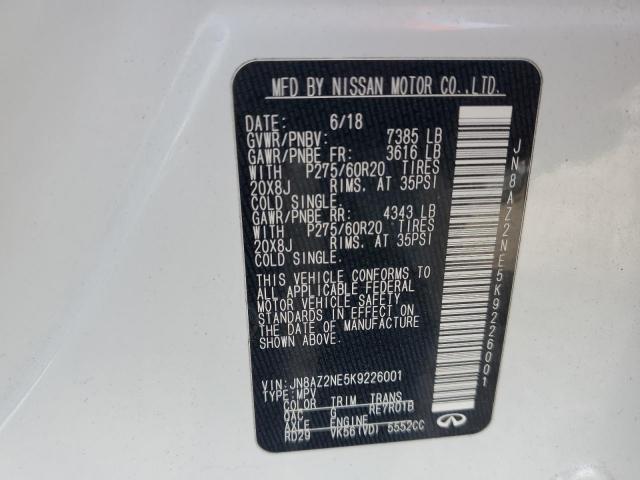 MFD BY NISSAN MOTOR CO.,LTD.
DATE: 6/18
GVWR/PNBV: 7385 LB
GAWR/PNBE FR: 3616 LB
WITH P275/60R20 TIRES
20X8J RIMS. AT 35PSI
COLD SINGLE.
GAWR/PNBE RR: 4343 LB
WITH P275/60R20 TIRES
20X8J RIMS. AT 35PSI
COLD SINGLE.
THIS VEHICLE CONFORMS TO
ALL APPLICABLE FEDERAL
MOTOR VEHICLE SAFETY
STANDARDS IN EFFECT ON
THE DATE OF MANUFACTURE
SHOWN ABOVE.
VIN: JN8AZ2NE5K9226001
TYPE: MPV
COLOR TRIM TRANS
QAC G RE7R01B
AXLE ENGINE
RD29 VK56(VD) 5552CC
JN8AZ2NE5K9226001